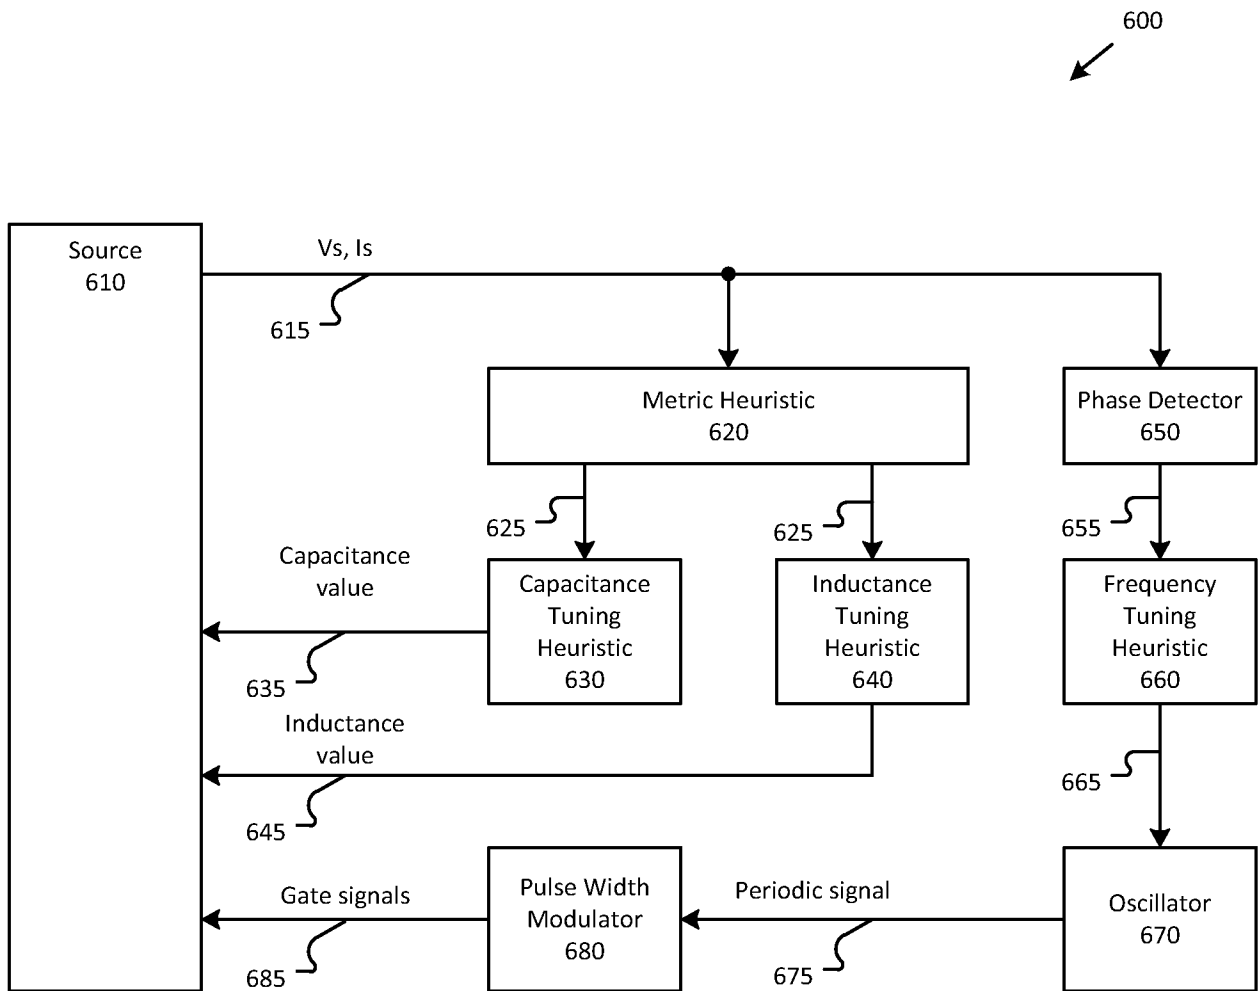 600
Source
610
Vs, Is
615
Metric Heuristic
620
Phase Detector
650
625
625
655
Capacitance
value
Capacitance
Tuning
Heuristic
630
Inductance
Tuning
Heuristic
640
Frequency
Tuning
Heuristic
660
635
Inductance
value
645
665
Gate signals
685
Pulse Width
Modulator
680
Periodic signal
675
Oscillator
670